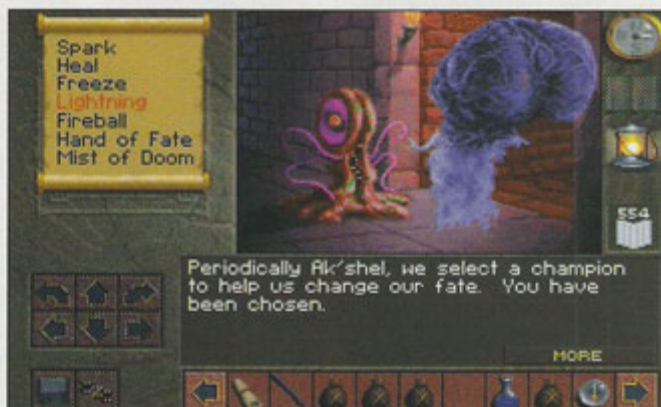 Spark
Heal
Freeze
Lightning
Fireball
Hand of Fate
Mist of Doom
554
Periodically Ak'shel, we select a champion
to help us change our fate. You have
been chosen.
MORE